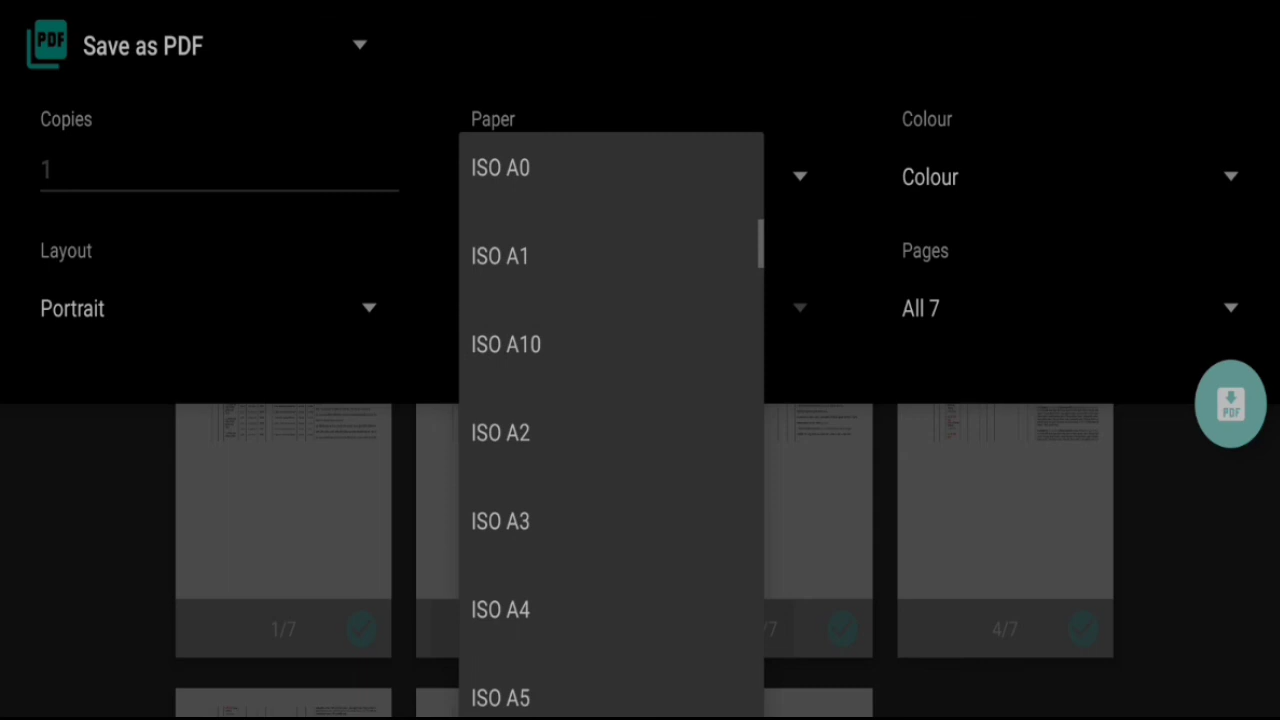 PDF Save as PDF
Copies
Paper
Colour
1
ISO A0
Colour
Layout
ISO A1
Pages
Portrait
All 7
ISO A10
PDF
ISO A2
ISO A3
ISO A4
1/7
/7
4/7
ISO A5